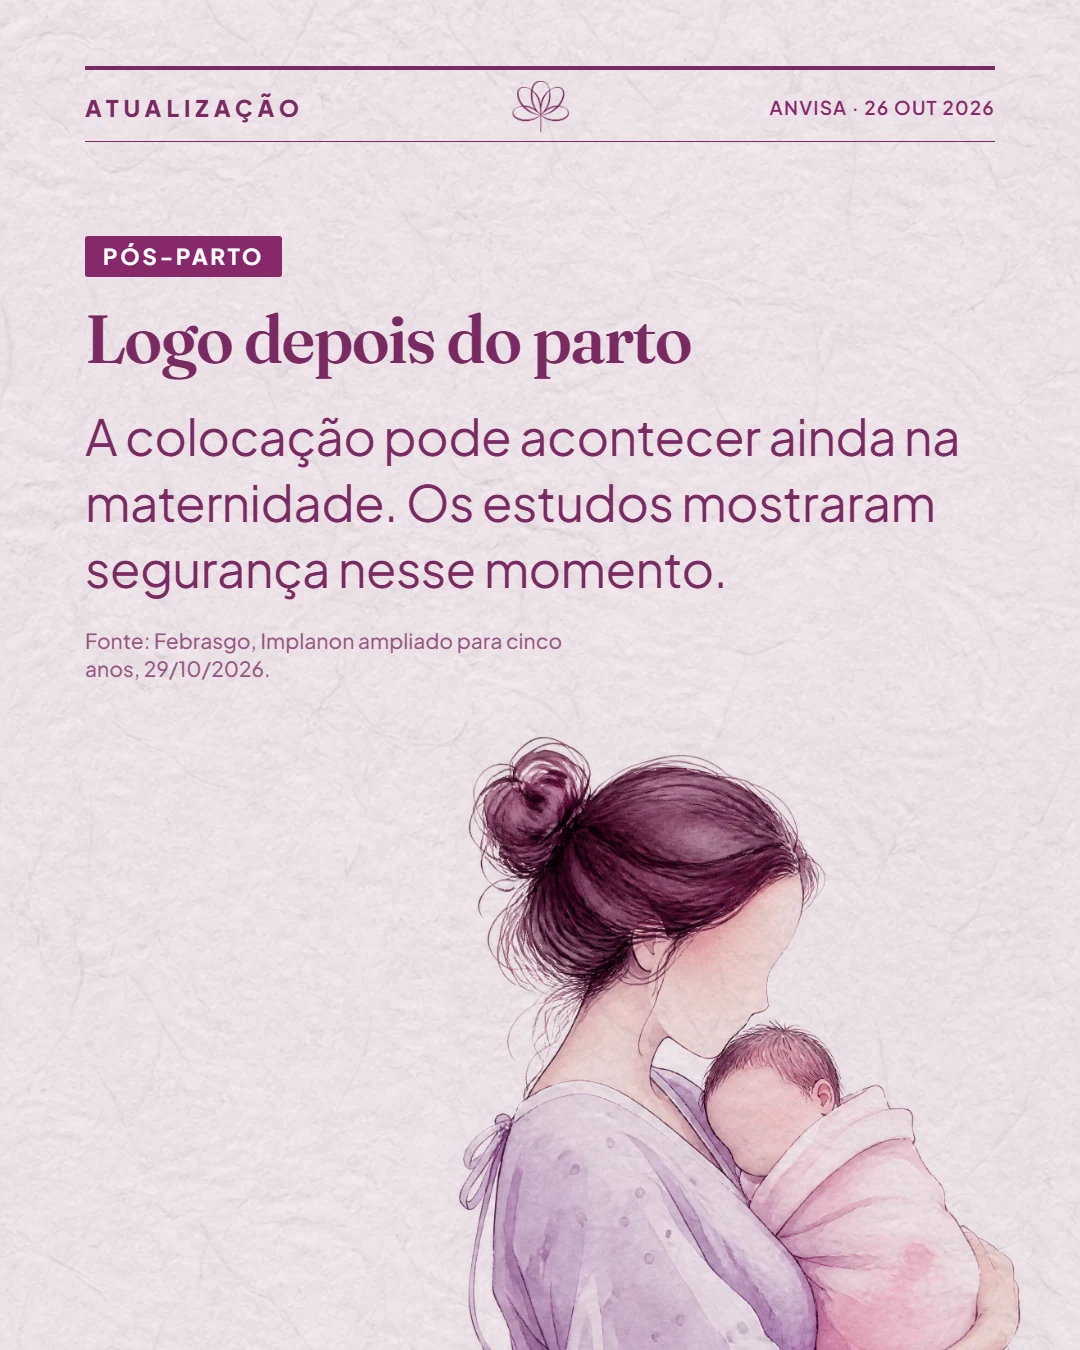 ATUALIZAÇÃO
ANVISA · 26 OUT 2026
PÓS-PARTO
Logo depois do parto
A colocação pode acontecer ainda na
maternidade. Os estudos mostraram
segurança nesse momento.
Fonte: Febrasgo, Implanon ampliado para cinco
anos, 29/10/2026.